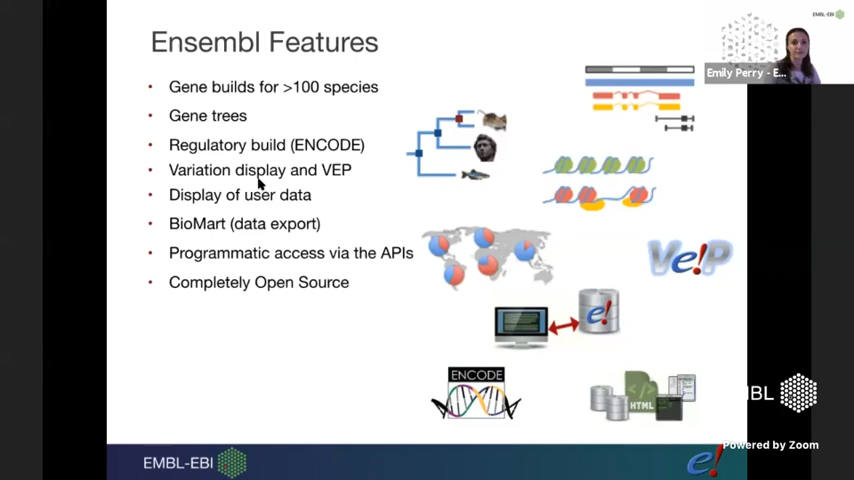 Ensembl Features
• Gene builds for >100 species
• Gene trees
• Regulatory build (ENCODE)
• Variation display and VEP
• Display of user data
• BioMart (data export)
• Programmatic access via the APIs
• Completely Open Source
EMBL-EBI
Emily Perry - E...
Ve!P
e!
ENCODE
HTML
MBL
Powered by Zoom
EMBL-EBI
e!